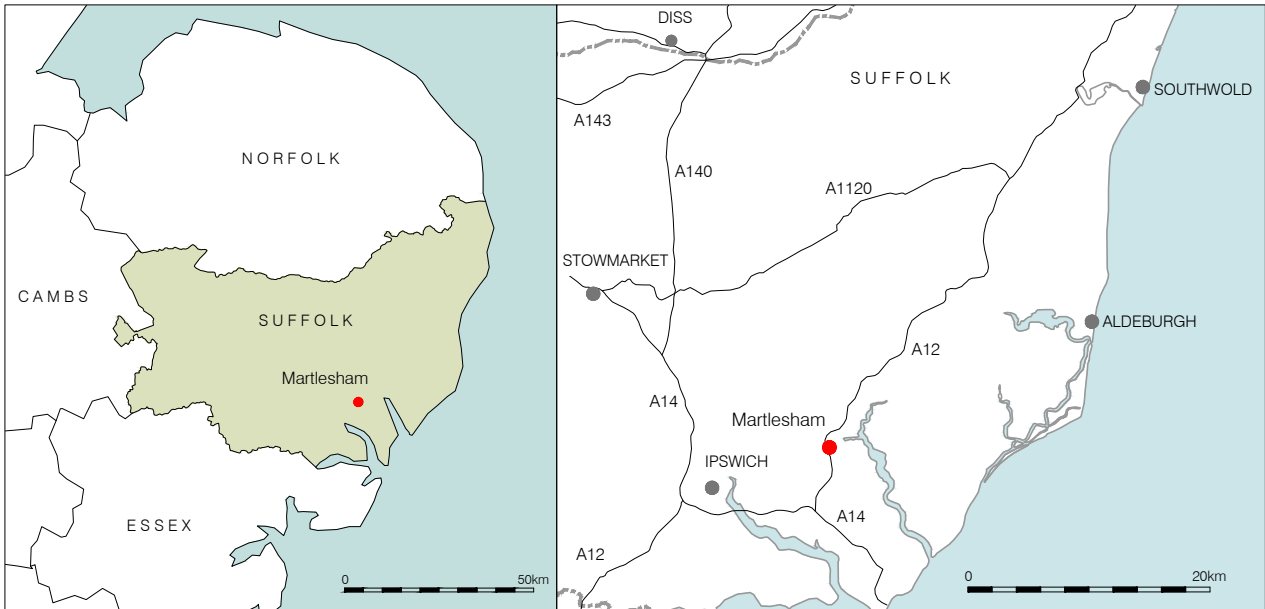 NORFOLK
CAMBS
SUFFOLK
Martlesham
ESSEX
0 50km
DISS
SUFFOLK
SOUTHWOLD
A143
A140
A1120
STOWMARKET
ALDEBURGH
A12
A14
Martlesham
IPSWICH
A14
A12
0 20km